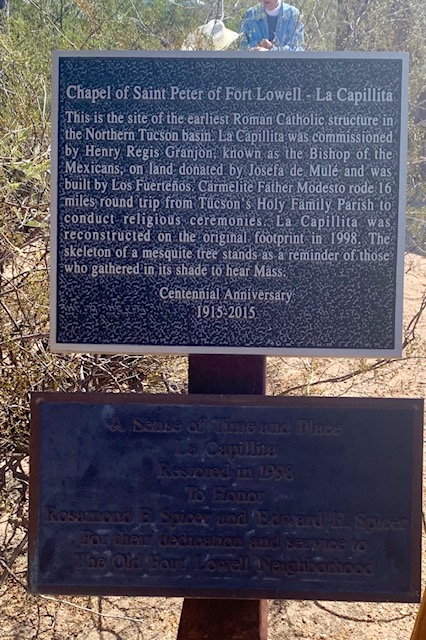 Chapel of Saint Peter of Fort Lowell - La Capillita
This is the site of the earliest Roman Catholic structure in
the Northern Tucson basin. La Capillita was commissioned
by Henry Regis Granjon, known as the Bishop of the
Mexicans, on land donated by Josefa de Mulé and was
built by Los Fuerteños. Carmelite Father Modesto rode 16
miles round trip from Tucson's Holy Family Parish to
conduct religious ceremonies. La Capillita was
reconstructed on the original footprint in 1998. The
skeleton of a mesquite tree stands as a reminder of those
who gathered in its shade to hear Mass.
Centennial Anniversary
1915-2015
A Sense of Time and Place
La Capillita
Restored in 1998
To Honor
Rosamond B. Spicer and Edward H. Spicer
For their dedication and service to
The Old Fort Lowell Neighborhood